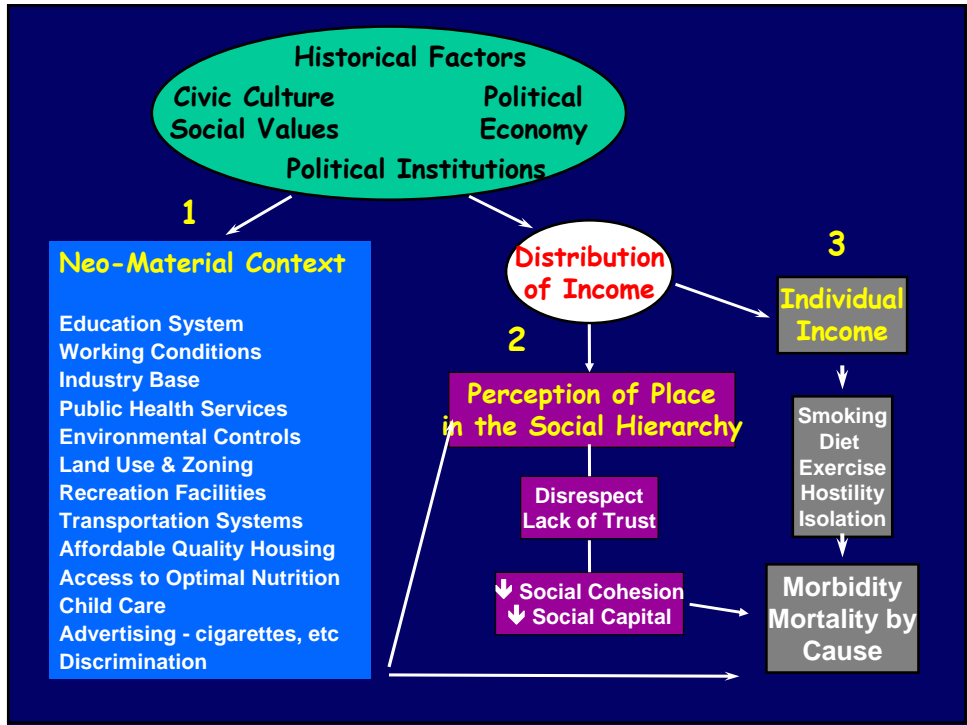 Historical Factors
Civic Culture
Social Values
Political
Economy
Political Institutions
1
Neo-Material Context
Education System
Working Conditions
Industry Base
Public Health Services
Environmental Controls
Land Use & Zoning
Recreation Facilities
Transportation Systems
Affordable Quality Housing
Access to Optimal Nutrition
Child Care
Advertising - cigarettes, etc
Discrimination
Distribution
of Income
2
Perception of Place
in the Social Hierarchy
Disrespect
Lack of Trust
🡻 Social Cohesion
🡻 Social Capital
3
Individual
Income
Smoking
Diet
Exercise
Hostility
Isolation
Morbidity
Mortality by
Cause